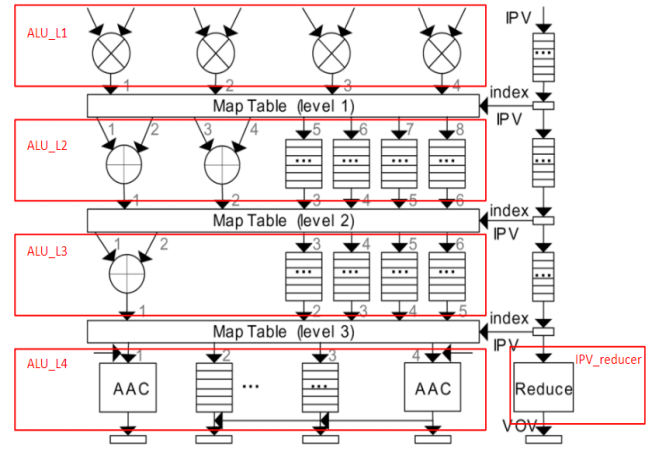 IPV
ALU_L1
1 2 3 4
index
Map Table (level 1)
IPV
ALU_L2
1 2 3 4 5 6 7 8
1 2 3 4 5 6
index
Map Table (level 2)
IPV
ALU_L3
1 2 3 4 5 6
1 2 3 4 5
index
Map Table (level 3)
IPV
ALU_L4
1 2 3 4
IPV_reducer
AAC
AAC
Reduce
VOV